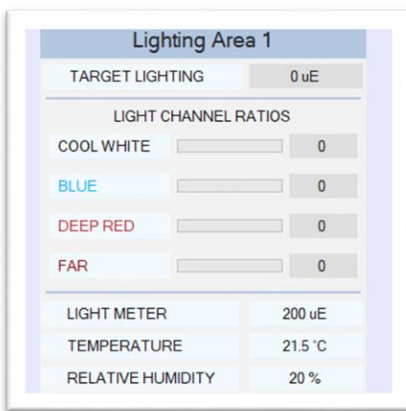 Lighting Area 1
TARGET LIGHTING 0 uE
LIGHT CHANNEL RATIOS
COOL WHITE 0
BLUE 0
DEEP RED 0
FAR 0
LIGHT METER 200 uE
TEMPERATURE 21.5 °C
RELATIVE HUMIDITY 20 %